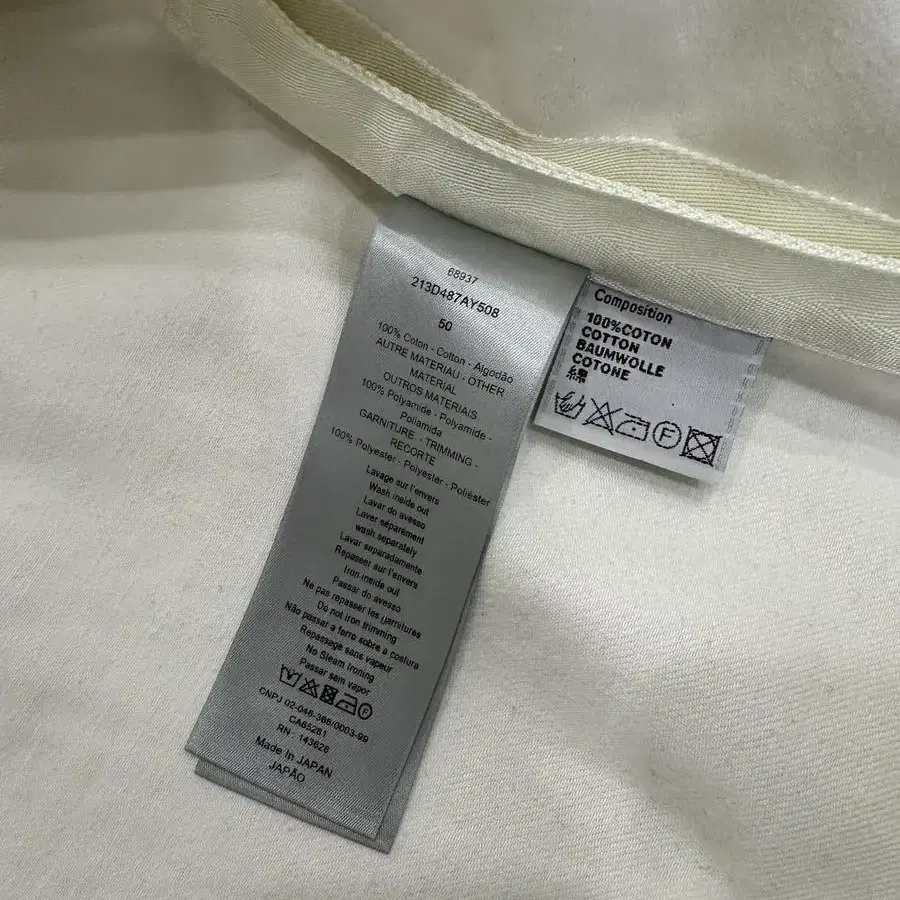 68937
213D487AY508
50
100% Coton - Cotton - Algodão
AUTRE MATERIAU - OTHER
MATERIAL
OUTROS MATERIAIS
100% Polyamide - Polyamide -
Poliamida
GARNITURE - TRIMMING -
RECORTE
100% Polyester - Polyester - Poliéster
Lavage sur l'envers
Wash inside out
Lavar do avesso
Laver séparément
wash separately
Lavar separadamente
Repasser sur l'envers
Iron inside out
Passar do avesso
Ne pas repasser les garnitures
Do not iron trimming
Não passar a ferro sobre a costura
Repassage sans vapeur
No Steam Ironing
Passar sem vapor
F
CNPJ 02-046-366/0003-99
CA65281
RN : 143628
Made In JAPAN
JAPÃO
Composition
100%COTON
COTTON
BAUMWOLLE
COTONE
綿
F